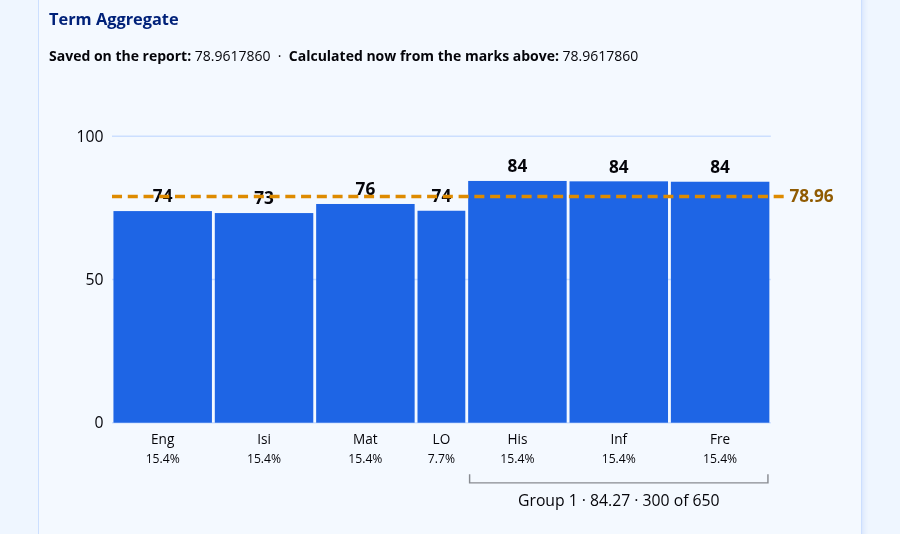 Term Aggregate
Saved on the report: 78.9617860 · Calculated now from the marks above: 78.9617860
100
84 84 84
74 73 76 74
78.96
50
0
Eng Isi Mat LO His Inf Fre
15.4% 15.4% 15.4% 7.7% 15.4% 15.4% 15.4%
Group 1 · 84.27 · 300 of 650